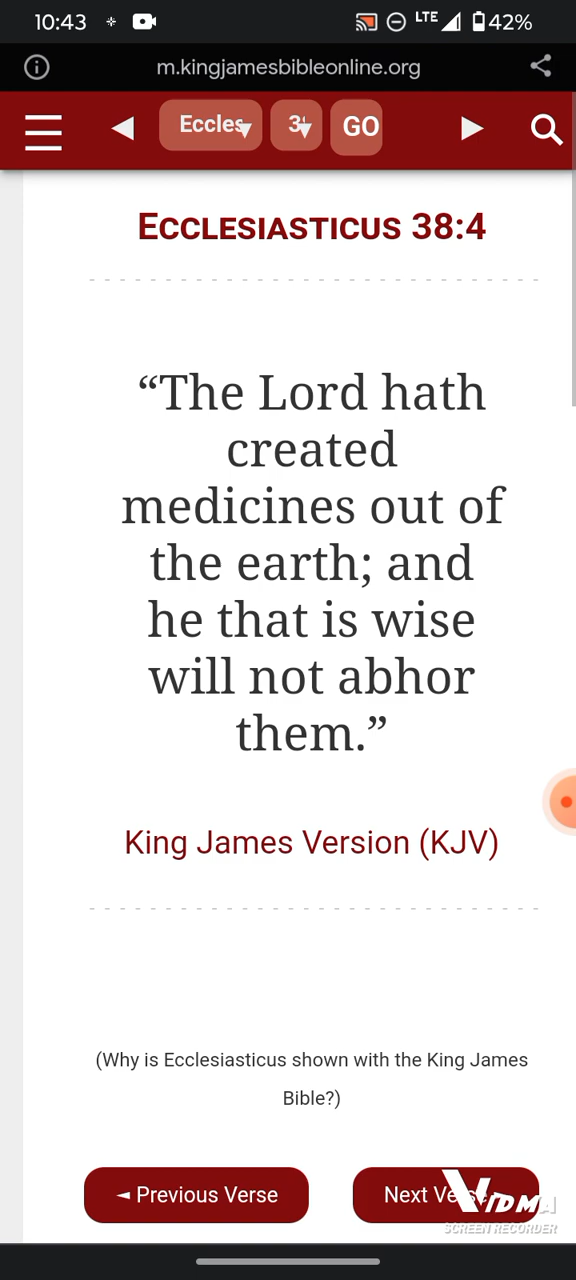 10:43 LTE 42%
m.kingjamesbibleonline.org
Eccles GO
ECCLESIASTICUS 38:4
“The Lord hath
created
medicines out of
the earth; and
he that is wise
will not abhor
them.”
King James Version (KJV)
(Why is Ecclesiasticus shown with the King James
Bible?)
◄ Previous Verse
Next
VIDMA
SCREEN RECORDER